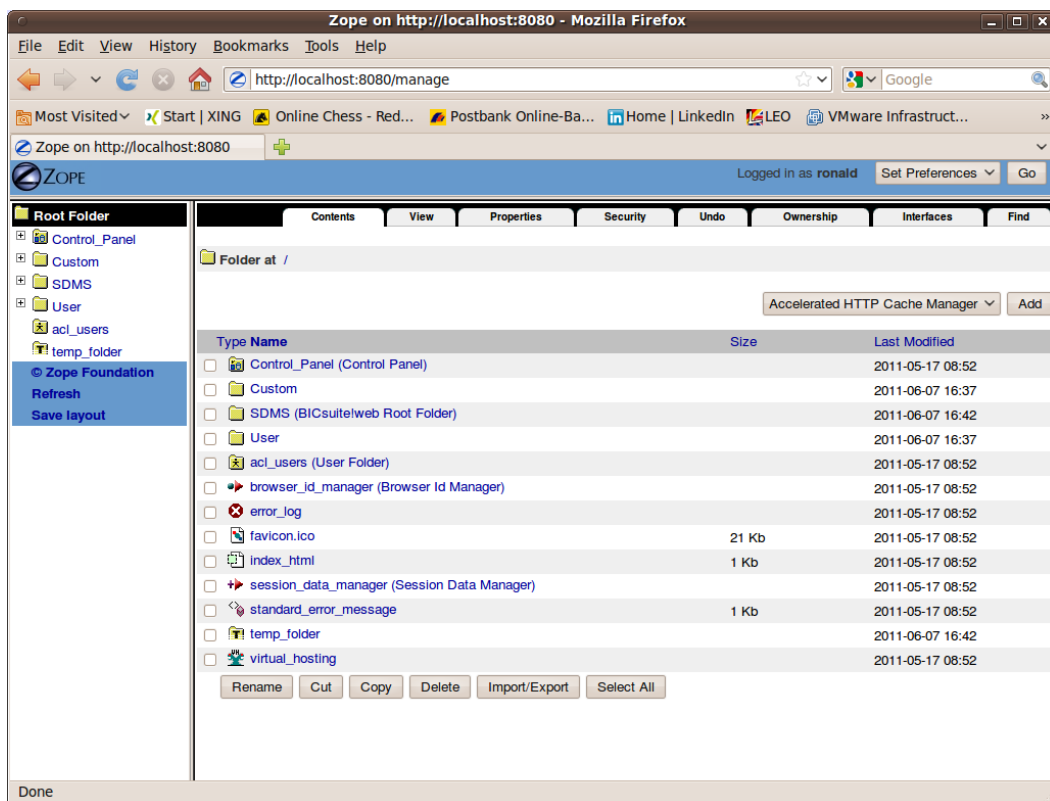 Zope on http://localhost:8080 - Mozilla Firefox
File Edit View History Bookmarks Tools Help
http://localhost:8080/manage Google
Most Visited Start | XING Online Chess - Red... Postbank Online-Ba... Home | LinkedIn LEO VMware Infrastruct... »
Zope on http://localhost:8080
ZOPE Logged in as ronald Set Preferences Go
Root Folder Contents View Properties Security Undo Ownership Interfaces Find
Control_Panel
Custom
SDMS
User
acl_users
temp_folder
© Zope Foundation
Refresh
Save layout
Folder at /
Accelerated HTTP Cache Manager Add
Type Name Size Last Modified
Control_Panel (Control Panel) 2011-05-17 08:52
Custom 2011-06-07 16:37
SDMS (BICsuite!web Root Folder) 2011-06-07 16:42
User 2011-06-07 16:37
acl_users (User Folder) 2011-05-17 08:52
browser_id_manager (Browser Id Manager) 2011-05-17 08:52
error_log 2011-05-17 08:52
favicon.ico 21 Kb 2011-05-17 08:52
index_html 1 Kb 2011-05-17 08:52
session_data_manager (Session Data Manager) 2011-05-17 08:52
standard_error_message 1 Kb 2011-05-17 08:52
temp_folder 2011-06-07 16:42
virtual_hosting 2011-05-17 08:52
Rename Cut Copy Delete Import/Export Select All
Done